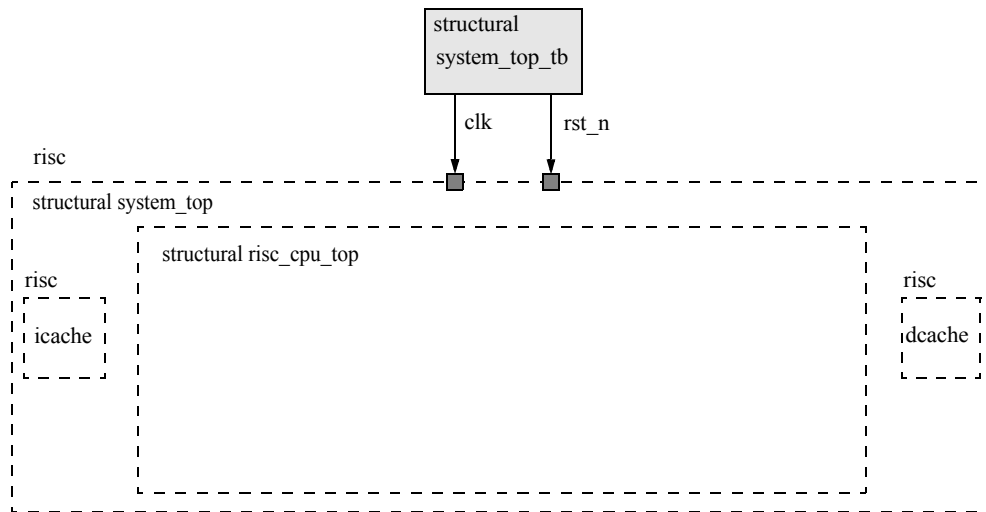 structural
system_top_tb
clk
rst_n
risc
structural system_top
structural risc_cpu_top
risc
icache
risc
dcache